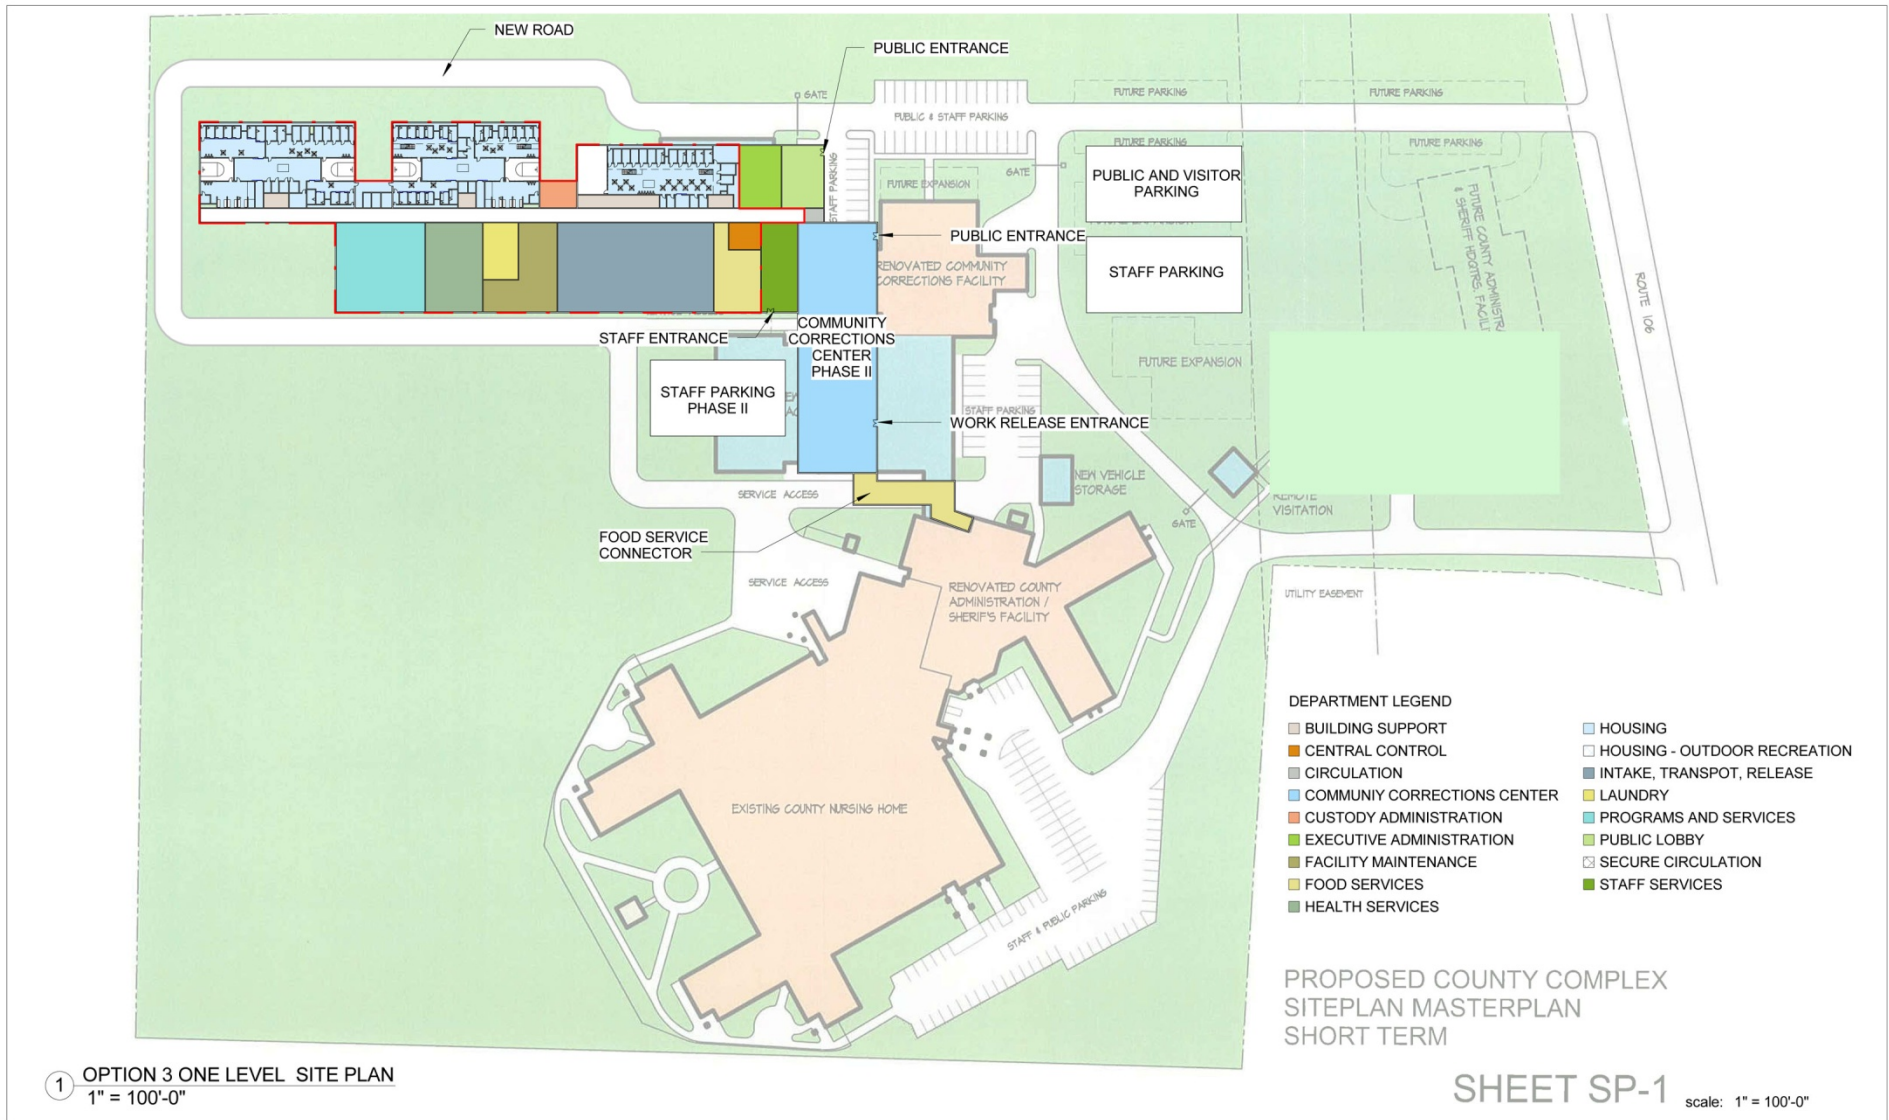 NEW ROAD
PUBLIC ENTRANCE
GATE
PUBLIC & STAFF PARKING
FUTURE PARKING
FUTURE PARKING
FUTURE PARKING
FUTURE PARKING
STAFF PARKING
FUTURE EXPANSION
GATE
PUBLIC AND VISITOR
PARKING
FUTURE COUNTY
& SHERIFF HDQTRS.
PUBLIC ENTRANCE
RENOVATED COMMUNITY
CORRECTIONS FACILITY
STAFF PARKING
ROUTE 106
STAFF ENTRANCE
COMMUNITY
CORRECTIONS
CENTER
PHASE II
FUTURE EXPANSION
STAFF PARKING
PHASE II
STAFF PARKING
WORK RELEASE ENTRANCE
SERVICE ACCESS
NEW VEHICLE
STORAGE
REMOTE
VISITATION
GATE
FOOD SERVICE
CONNECTOR
SERVICE ACCESS
RENOVATED COUNTY
ADMINISTRATION /
SHERIF'S FACILITY
UTILITY EASEMENT
EXISTING COUNTY NURSING HOME
STAFF & PUBLIC PARKING
DEPARTMENT LEGEND
BUILDING SUPPORT
CENTRAL CONTROL
CIRCULATION
COMMUNIY CORRECTIONS CENTER
CUSTODY ADMINISTRATION
EXECUTIVE ADMINISTRATION
FACILITY MAINTENANCE
FOOD SERVICES
HEALTH SERVICES
HOUSING
HOUSING - OUTDOOR RECREATION
INTAKE, TRANSPOT, RELEASE
LAUNDRY
PROGRAMS AND SERVICES
PUBLIC LOBBY
SECURE CIRCULATION
STAFF SERVICES
PROPOSED COUNTY COMPLEX
SITEPLAN MASTERPLAN
SHORT TERM
1 OPTION 3 ONE LEVEL SITE PLAN
1" = 100'-0"
SHEET SP-1 scale: 1" = 100'-0"